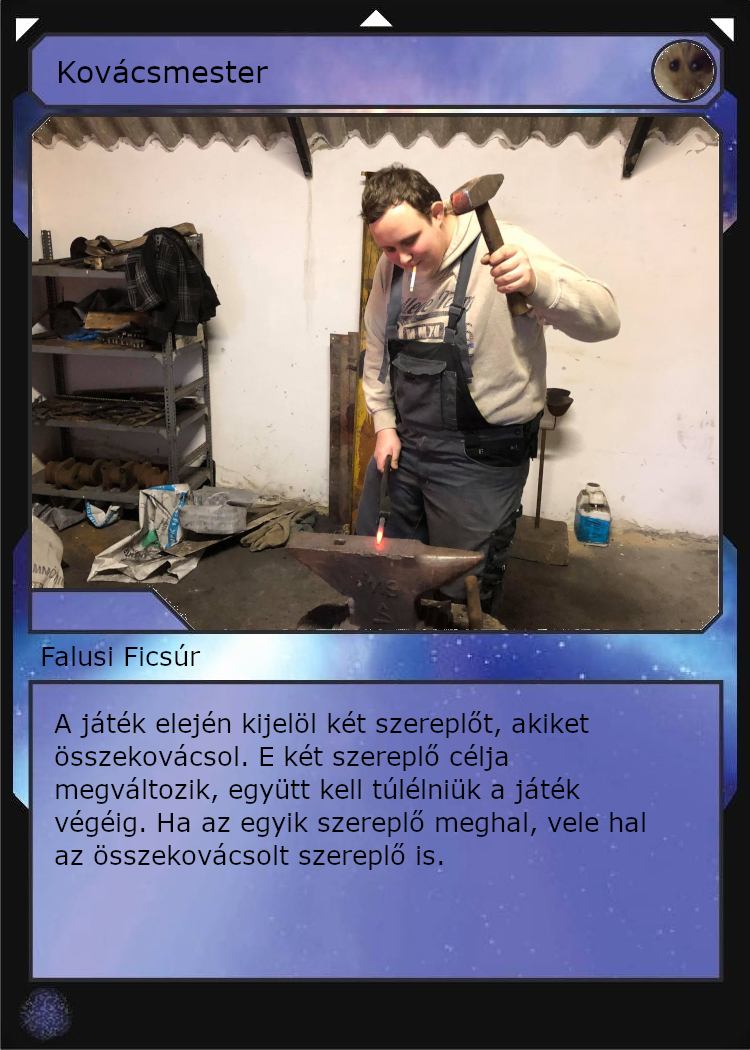 Kovácsmester
Falusi Ficsúr
A játék elején kijelöl két szereplőt, akiket
összekovácsol. E két szereplő célja
megváltozik, együtt kell túlélniük a játék
végéig. Ha az egyik szereplő meghal, vele hal
az összekovácsolt szereplő is.